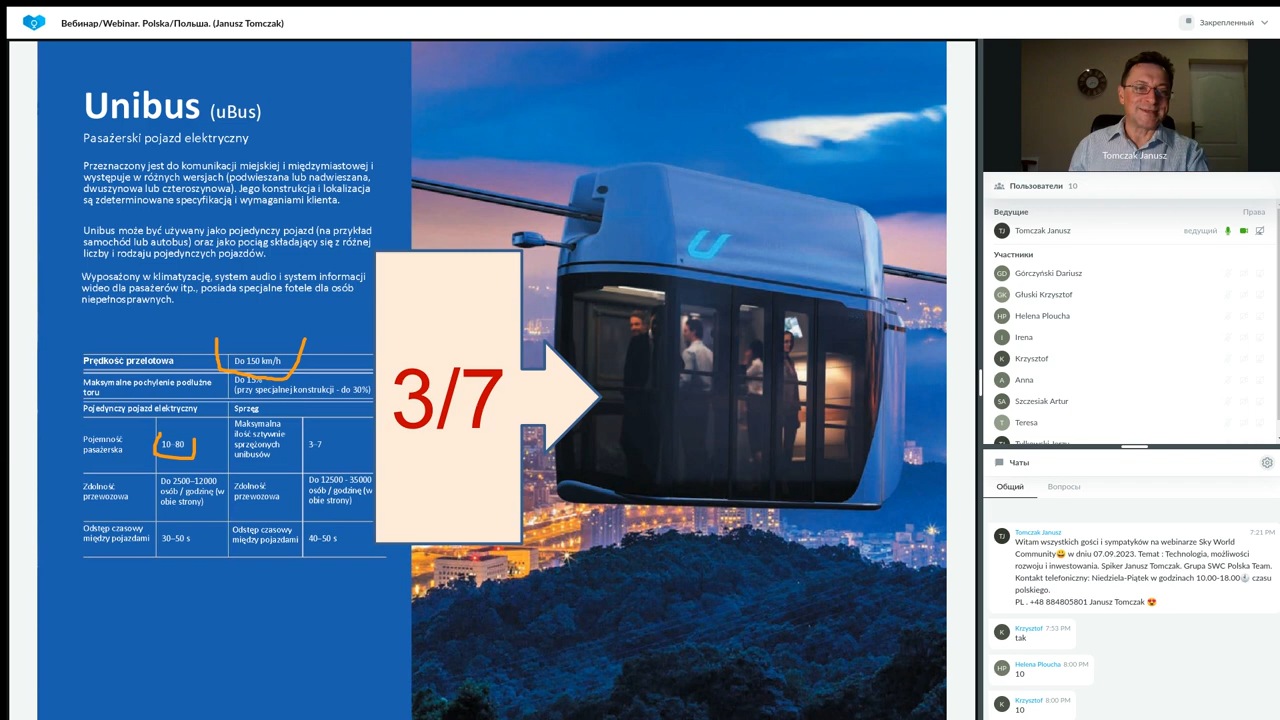 Вебинар/Webinar. Polska/Польша. (Janusz Tomczak)
Закрепленный
Unibus (uBus)
Pasażerski pojazd elektryczny
Przeznaczony jest do komunikacji miejskiej i międzymiastowej i
występuje w różnych wersjach (podwieszana lub nadwieszana,
dwuszynowa lub czteroszynowa). Jego konstrukcja i lokalizacja
są zdeterminowane specyfikacją i wymaganiami klienta.
Unibus może być używany jako pojedynczy pojazd (na przykład
samochód lub autobus) oraz jako pociąg składający się z różnej
liczby i rodzaju pojedynczych pojazdów.
Wyposażony w klimatyzację, system audio i system informacji
wideo dla pasażerów itp., posiada specjalne fotele dla osób
niepełnosprawnych.
Prędkość przelotowa
Do 150 km/h
Maksymalne pochylenie podłużne
toru
Do 15%
(przy specjalnej konstrukcji - do 30%)
Pojedynczy pojazd elektryczny
Sprzęg
Pojemność
pasażerska
10-80
Maksymalna
ilość sztywnie
sprzężonych
unibusów
3-7
Zdolność
przewozowa
Do 2500–12000
osób / godzinę (w
obie strony)
Zdolność
przewozowa
Do 12500 - 35000
osób / godzinę (w
obie strony)
Odstęp czasowy
między pojazdami
30–50 s
Odstęp czasowy
między pojazdami
40–50 s
3/7
Tomczak Janusz
Пользователи 10
Ведущие
Права
TJ Tomczak Janusz
ведущий
Участники
GD Górczyński Dariusz
GK Głuski Krzysztof
HP Helena Ploucha
I Irena
K Krzysztof
A Anna
SA Szczesiak Artur
T Teresa
Чаты
Общий
Вопросы
TJ Tomczak Janusz 7:21 PM
Witam wszystkich gości i sympatyków na webinarze Sky World
Community😀 w dniu 07.09.2023. Temat : Technologia, możliwości
rozwoju i inwestowania. Spiker Janusz Tomczak. Grupa SWC Polska Team.
Kontakt telefoniczny: Niedziela-Piątek w godzinach 10.00-18.00 czasu
polskiego.
PL . +48 884805801 Janusz Tomczak 😍
K Krzysztof 7:53 PM
tak
HP Helena Ploucha 8:00 PM
10
K Krzysztof 8:00 PM
10